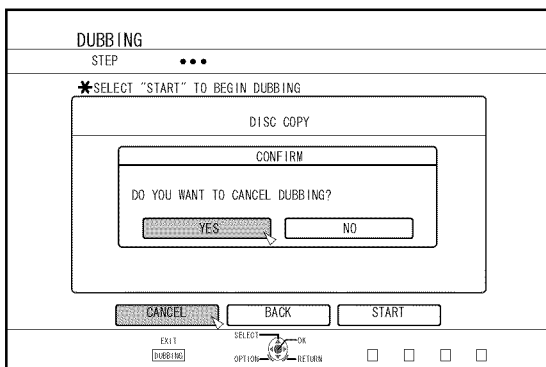 DUBBING
STEP
*SELECT "START" TO BEGIN DUBBING
DISC COPY
CONFIRM
DO YOU WANT TO CANCEL DUBBING?
YES NO
CANCEL BACK START
EXIT SELECT OK
DUBBING OPTION RETURN